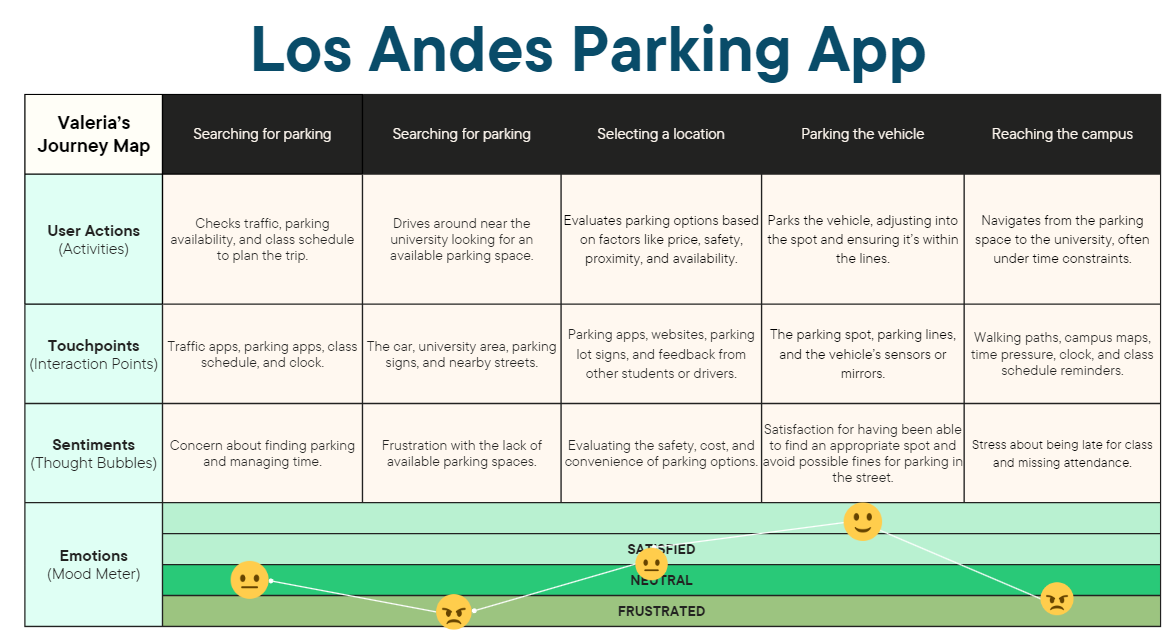 Los Andes Parking App
Valeria's
Journey Map
Searching for parking
Searching for parking
Selecting a location
Parking the vehicle
Reaching the campus
User Actions
(Activities)
Checks traffic, parking
availability, and class schedule
to plan the trip.
Drives around near the
university looking for an
available parking space.
Evaluates parking options based
on factors like price, safety,
proximity, and availability.
Parks the vehicle, adjusting into
the spot and ensuring it's within
the lines.
Navigates from the parking
space to the university, often
under time constraints.
Touchpoints
(Interaction Points)
Traffic apps, parking apps, class
schedule, and clock.
The car, university area, parking
signs, and nearby streets.
Parking apps, websites, parking
lot signs, and feedback from
other students or drivers.
The parking spot, parking lines,
and the vehicle's sensors or
mirrors.
Walking paths, campus maps,
time pressure, clock, and class
schedule reminders.
Sentiments
(Thought Bubbles)
Concern about finding parking
and managing time.
Frustration with the lack of
available parking spaces.
Evaluating the safety, cost, and
convenience of parking options.
Satisfaction for having been able
to find an appropriate spot and
avoid possible fines for parking in
the street.
Stress about being late for class
and missing attendance.
Emotions
(Mood Meter)
SATISFIED
NEUTRAL
FRUSTRATED